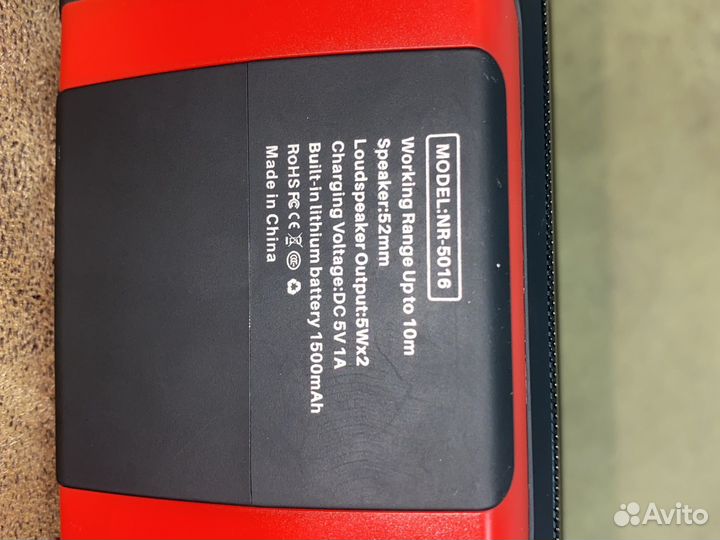 MODEL:NR-5016
Working Range Up to 10m
Speaker:52mm
Loudspeaker Output:5Wx2
Charging Voltage:DC 5V 1A
Built-in lithium battery 1500mAh
RoHS FC CE
Made in China
Avito